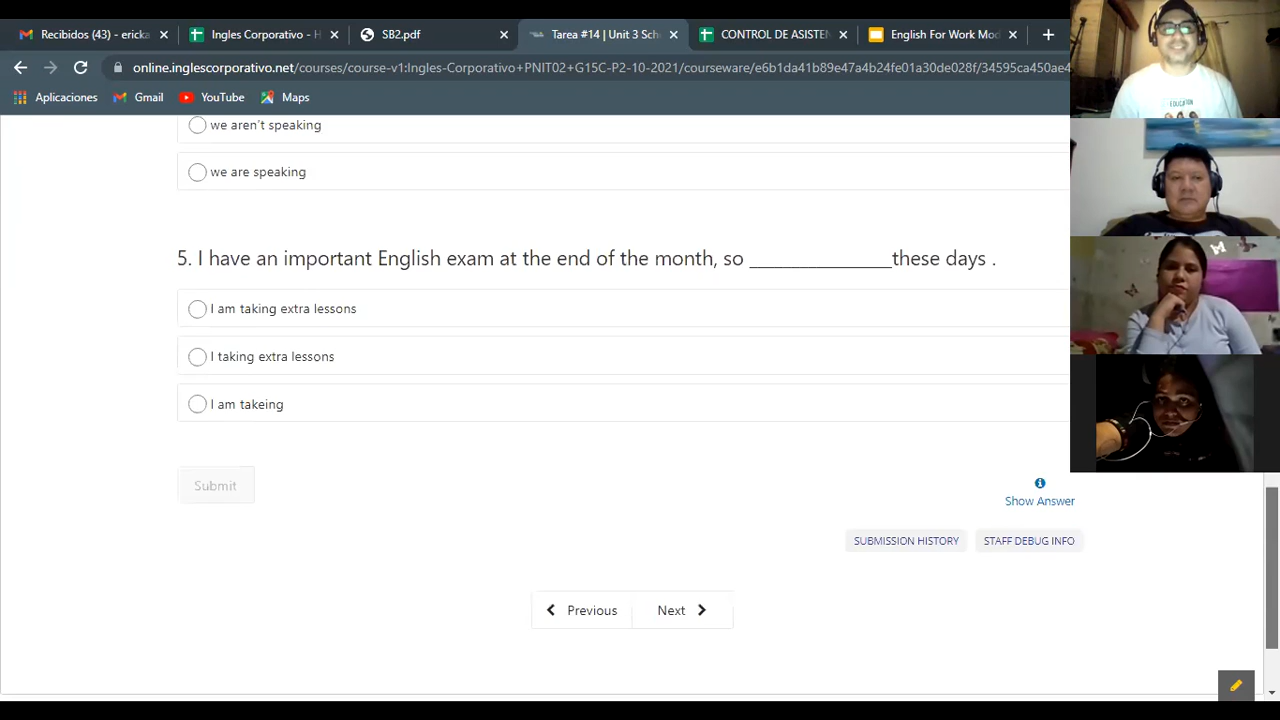 Recibidos (43) - ericka
Ingles Corporativo - H
SB2.pdf
Tarea #14 | Unit 3 Sch
CONTROL DE ASISTEN
English For Work Mod
online.inglescorporativo.net/courses/course-v1:Ingles-Corporativo+PNIT02+G15C-P2-10-2021/courseware/e6b1da41b89e47a4b24fe01a30de028f/34595ca450ae4
Aplicaciones
Gmail
YouTube
Maps
we aren't speaking
we are speaking
5. I have an important English exam at the end of the month, so ________________these days .
I am taking extra lessons
I taking extra lessons
I am takeing
Submit
Show Answer
SUBMISSION HISTORY
STAFF DEBUG INFO
Previous
Next
EDUCATION
M